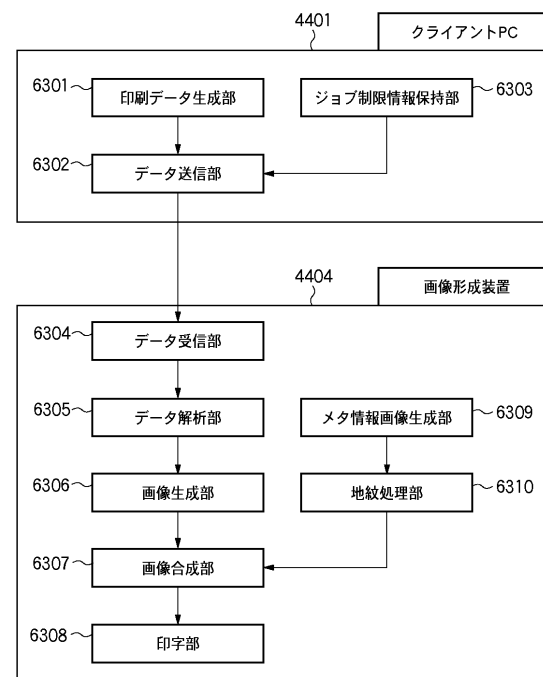 4401
クライアントPC
6301
印刷データ生成部
ジョブ制限情報保持部
6303
6302
データ送信部
4404
画像形成装置
6304
データ受信部
6305
データ解析部
メタ情報画像生成部
6309
6306
画像生成部
地紋処理部
6310
6307
画像合成部
6308
印字部